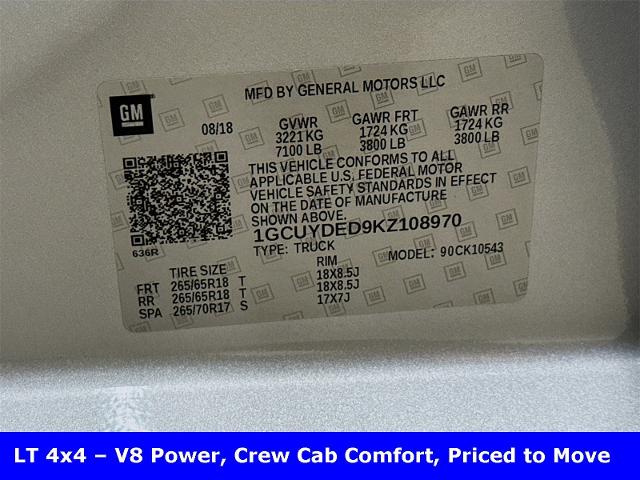 MFD BY GENERAL MOTORS LLC
GM
08/18
GVWR
3221 KG
7100 LB
GAWR FRT
1724 KG
3800 LB
GAWR RR
1724 KG
3800 LB
THIS VEHICLE CONFORMS TO ALL
APPLICABLE U.S. FEDERAL MOTOR
VEHICLE SAFETY STANDARDS IN EFFECT
ON THE DATE OF MANUFACTURE
SHOWN ABOVE.
636R
1GCUYDED9KZ108970
TYPE: TRUCK
MODEL: 90CK10543
TIRE SIZE RIM
FRT 265/65R18 T 18X8.5J
RR 265/65R18 T 18X8.5J
SPA 265/70R17 S 17X7J
LT 4x4 – V8 Power, Crew Cab Comfort, Priced to Move